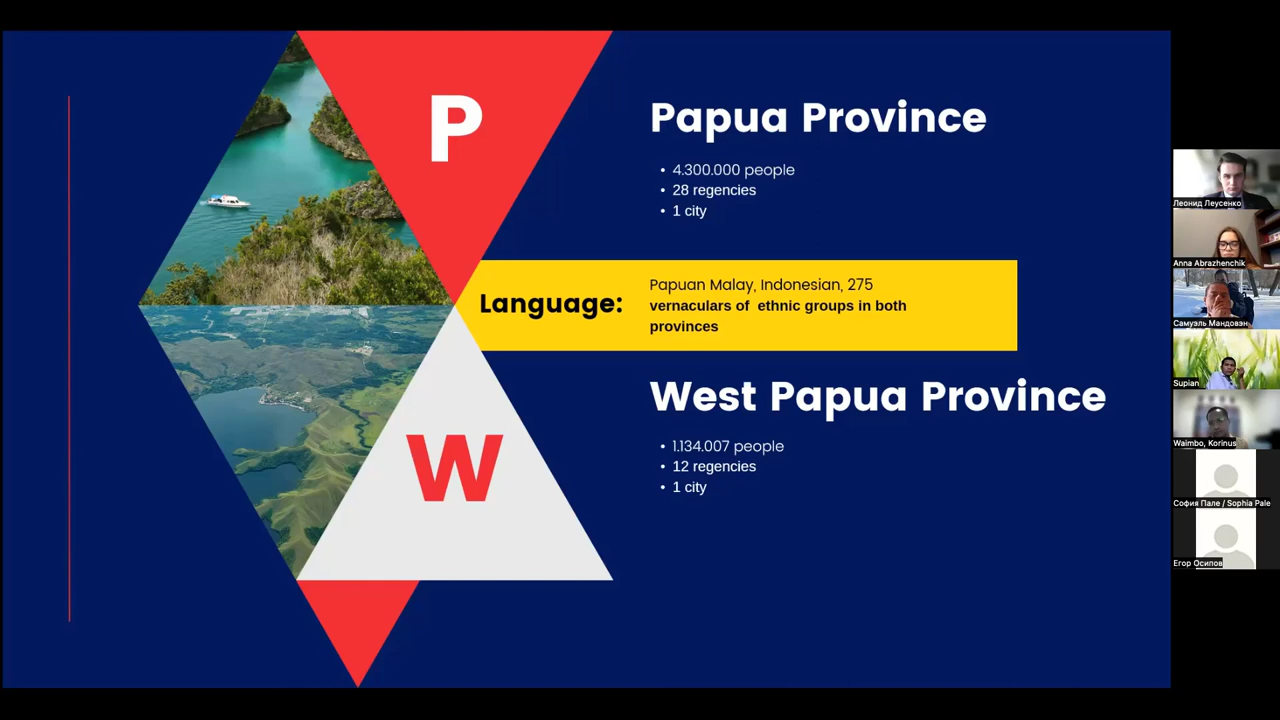 P
Papua Province
• 4.300.000 people
• 28 regencies
• 1 city
Language:
Papuan Malay, Indonesian, 275
vernaculars of ethnic groups in both
provinces
W
West Papua Province
• 1.134.007 people
• 12 regencies
• 1 city
Леонид Леусенко
Anna Abrazhenchik
Самуэль Мандовэн
Supian
Waimbo, Korinus
София Пале / Sophia Pale
Егор Осипов